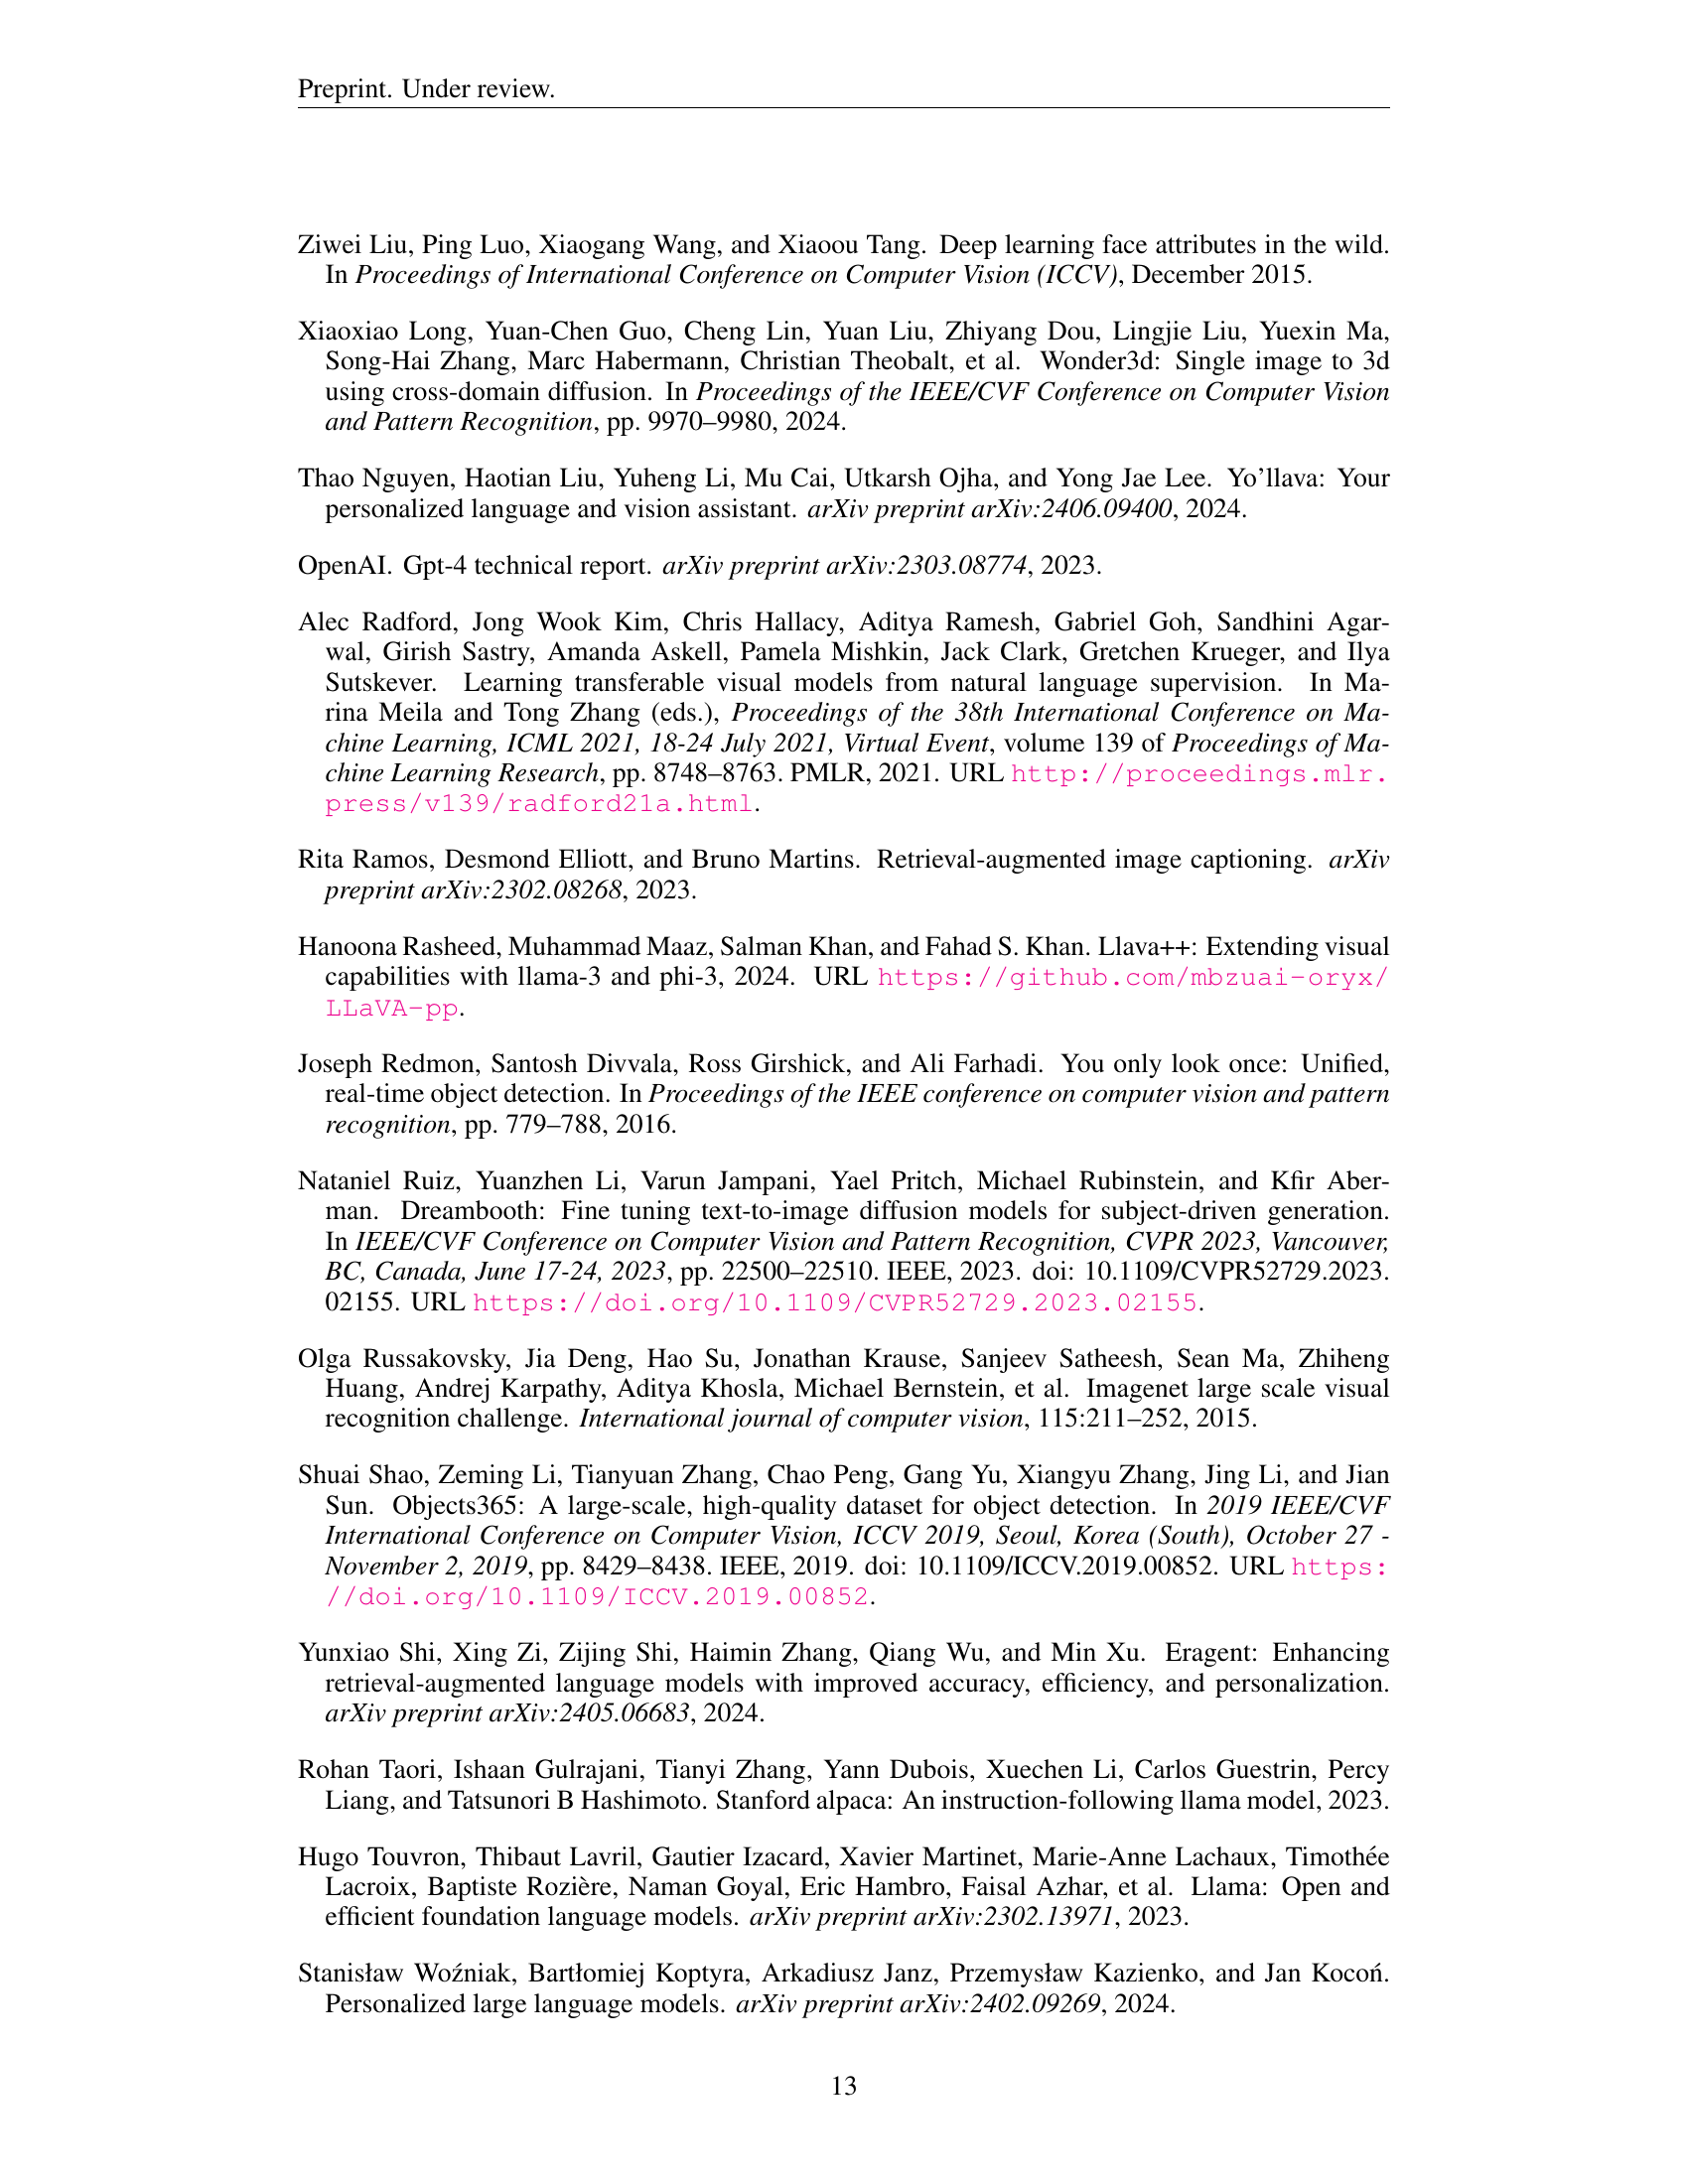 Preprint. Under review.
Ziwei Liu, Ping Luo, Xiaogang Wang, and Xiaoou Tang. Deep learning face attributes in the wild.
In Proceedings of International Conference on Computer Vision (ICCV), December 2015.
Xiaoxiao Long, Yuan-Chen Guo, Cheng Lin, Yuan Liu, Zhiyang Dou, Lingjie Liu, Yuexin Ma,
Song-Hai Zhang, Marc Habermann, Christian Theobalt, et al. Wonder3d: Single image to 3d
using cross-domain diffusion. In Proceedings of the IEEE/CVF Conference on Computer Vision
and Pattern Recognition, pp. 9970–9980, 2024.
Thao Nguyen, Haotian Liu, Yuheng Li, Mu Cai, Utkarsh Ojha, and Yong Jae Lee. Yo’llava: Your
personalized language and vision assistant. arXiv preprint arXiv:2406.09400, 2024.
OpenAI. Gpt-4 technical report. arXiv preprint arXiv:2303.08774, 2023.
Alec Radford, Jong Wook Kim, Chris Hallacy, Aditya Ramesh, Gabriel Goh, Sandhini Agar-
wal, Girish Sastry, Amanda Askell, Pamela Mishkin, Jack Clark, Gretchen Krueger, and Ilya
Sutskever. Learning transferable visual models from natural language supervision. In Ma-
rina Meila and Tong Zhang (eds.), Proceedings of the 38th International Conference on Ma-
chine Learning, ICML 2021, 18-24 July 2021, Virtual Event, volume 139 of Proceedings of Ma-
chine Learning Research, pp. 8748–8763. PMLR, 2021. URL http://proceedings.mlr.
press/v139/radford21a.html.
Rita Ramos, Desmond Elliott, and Bruno Martins. Retrieval-augmented image captioning. arXiv
preprint arXiv:2302.08268, 2023.
Hanoona Rasheed, Muhammad Maaz, Salman Khan, and Fahad S. Khan. Llava++: Extending visual
capabilities with llama-3 and phi-3, 2024. URL https://github.com/mbzuai-oryx/
LLaVA-pp.
Joseph Redmon, Santosh Divvala, Ross Girshick, and Ali Farhadi. You only look once: Unified,
real-time object detection. In Proceedings of the IEEE conference on computer vision and pattern
recognition, pp. 779–788, 2016.
Nataniel Ruiz, Yuanzhen Li, Varun Jampani, Yael Pritch, Michael Rubinstein, and Kfir Aber-
man. Dreambooth: Fine tuning text-to-image diffusion models for subject-driven generation.
In IEEE/CVF Conference on Computer Vision and Pattern Recognition, CVPR 2023, Vancouver,
BC, Canada, June 17-24, 2023, pp. 22500–22510. IEEE, 2023. doi: 10.1109/CVPR52729.2023.
02155. URL https://doi.org/10.1109/CVPR52729.2023.02155.
Olga Russakovsky, Jia Deng, Hao Su, Jonathan Krause, Sanjeev Satheesh, Sean Ma, Zhiheng
Huang, Andrej Karpathy, Aditya Khosla, Michael Bernstein, et al. Imagenet large scale visual
recognition challenge. International journal of computer vision, 115:211–252, 2015.
Shuai Shao, Zeming Li, Tianyuan Zhang, Chao Peng, Gang Yu, Xiangyu Zhang, Jing Li, and Jian
Sun. Objects365: A large-scale, high-quality dataset for object detection. In 2019 IEEE/CVF
International Conference on Computer Vision, ICCV 2019, Seoul, Korea (South), October 27 -
November 2, 2019, pp. 8429–8438. IEEE, 2019. doi: 10.1109/ICCV.2019.00852. URL https:
//doi.org/10.1109/ICCV.2019.00852.
Yunxiao Shi, Xing Zi, Zijing Shi, Haimin Zhang, Qiang Wu, and Min Xu. Eragent: Enhancing
retrieval-augmented language models with improved accuracy, efficiency, and personalization.
arXiv preprint arXiv:2405.06683, 2024.
Rohan Taori, Ishaan Gulrajani, Tianyi Zhang, Yann Dubois, Xuechen Li, Carlos Guestrin, Percy
Liang, and Tatsunori B Hashimoto. Stanford alpaca: An instruction-following llama model, 2023.
Hugo Touvron, Thibaut Lavril, Gautier Izacard, Xavier Martinet, Marie-Anne Lachaux, Timothée
Lacroix, Baptiste Rozière, Naman Goyal, Eric Hambro, Faisal Azhar, et al. Llama: Open and
efficient foundation language models. arXiv preprint arXiv:2302.13971, 2023.
Stanisław Woźniak, Bartłomiej Koptyra, Arkadiusz Janz, Przemysław Kazienko, and Jan Kocoń.
Personalized large language models. arXiv preprint arXiv:2402.09269, 2024.
13